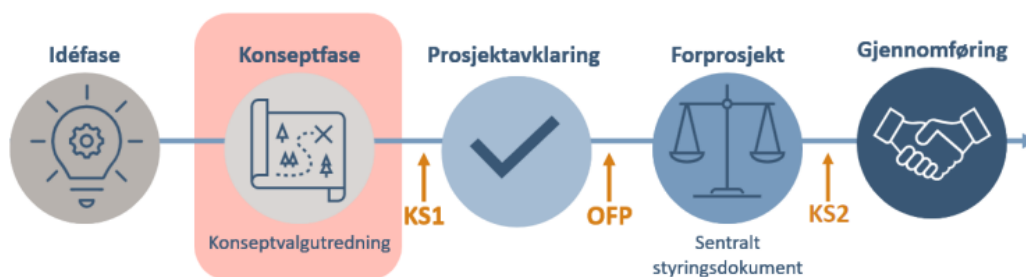 Idéfase
Konseptfase
Prosjektavklaring
Forprosjekt
Gjennomføring
KS1
OFP
KS2
Konseptvalgutredning
Sentralt
styringsdokument